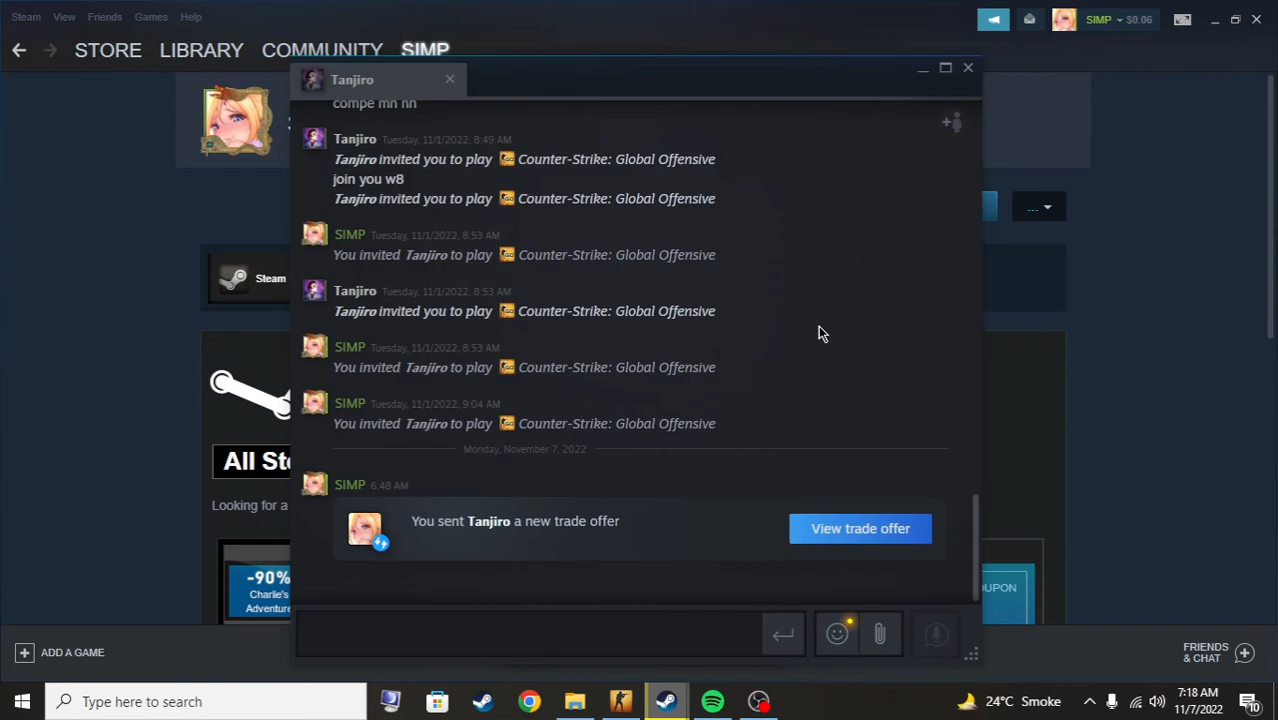 Steam View Friends Games Help
SIMP $0.06
STORE LIBRARY COMMUNITY SIMP
Tanjiro
compe mn hn
Tanjiro Tuesday, 11/1/2022, 8:49 AM
Tanjiro invited you to play Counter-Strike: Global Offensive
join you w8
Tanjiro invited you to play Counter-Strike: Global Offensive
SIMP Tuesday, 11/1/2022, 8:53 AM
You invited Tanjiro to play Counter-Strike: Global Offensive
Tanjiro Tuesday, 11/1/2022, 8:53 AM
Tanjiro invited you to play Counter-Strike: Global Offensive
SIMP Tuesday, 11/1/2022, 8:53 AM
You invited Tanjiro to play Counter-Strike: Global Offensive
SIMP Tuesday, 11/1/2022, 9:04 AM
You invited Tanjiro to play Counter-Strike: Global Offensive
Monday, November 7, 2022
SIMP 6:48 AM
You sent Tanjiro a new trade offer
View trade offer
...
Steam
All Ste
Looking for a
-90%
Charlie's
Adventure
OUPON
ADD A GAME
FRIENDS
& CHAT
Type here to search
24°C Smoke
7:18 AM
11/7/2022
10